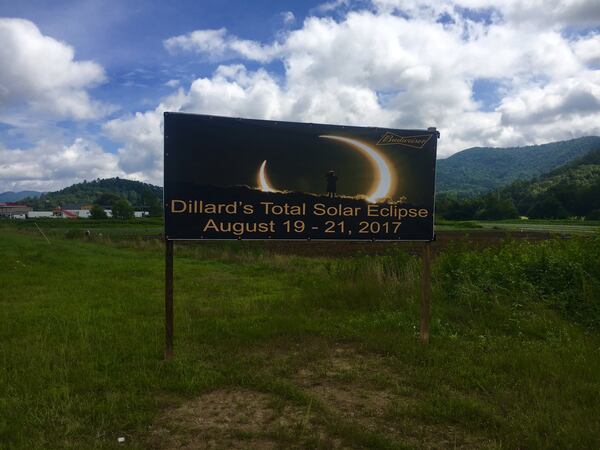 Budweiser
Dillard's Total Solar Eclipse
August 19 - 21, 2017